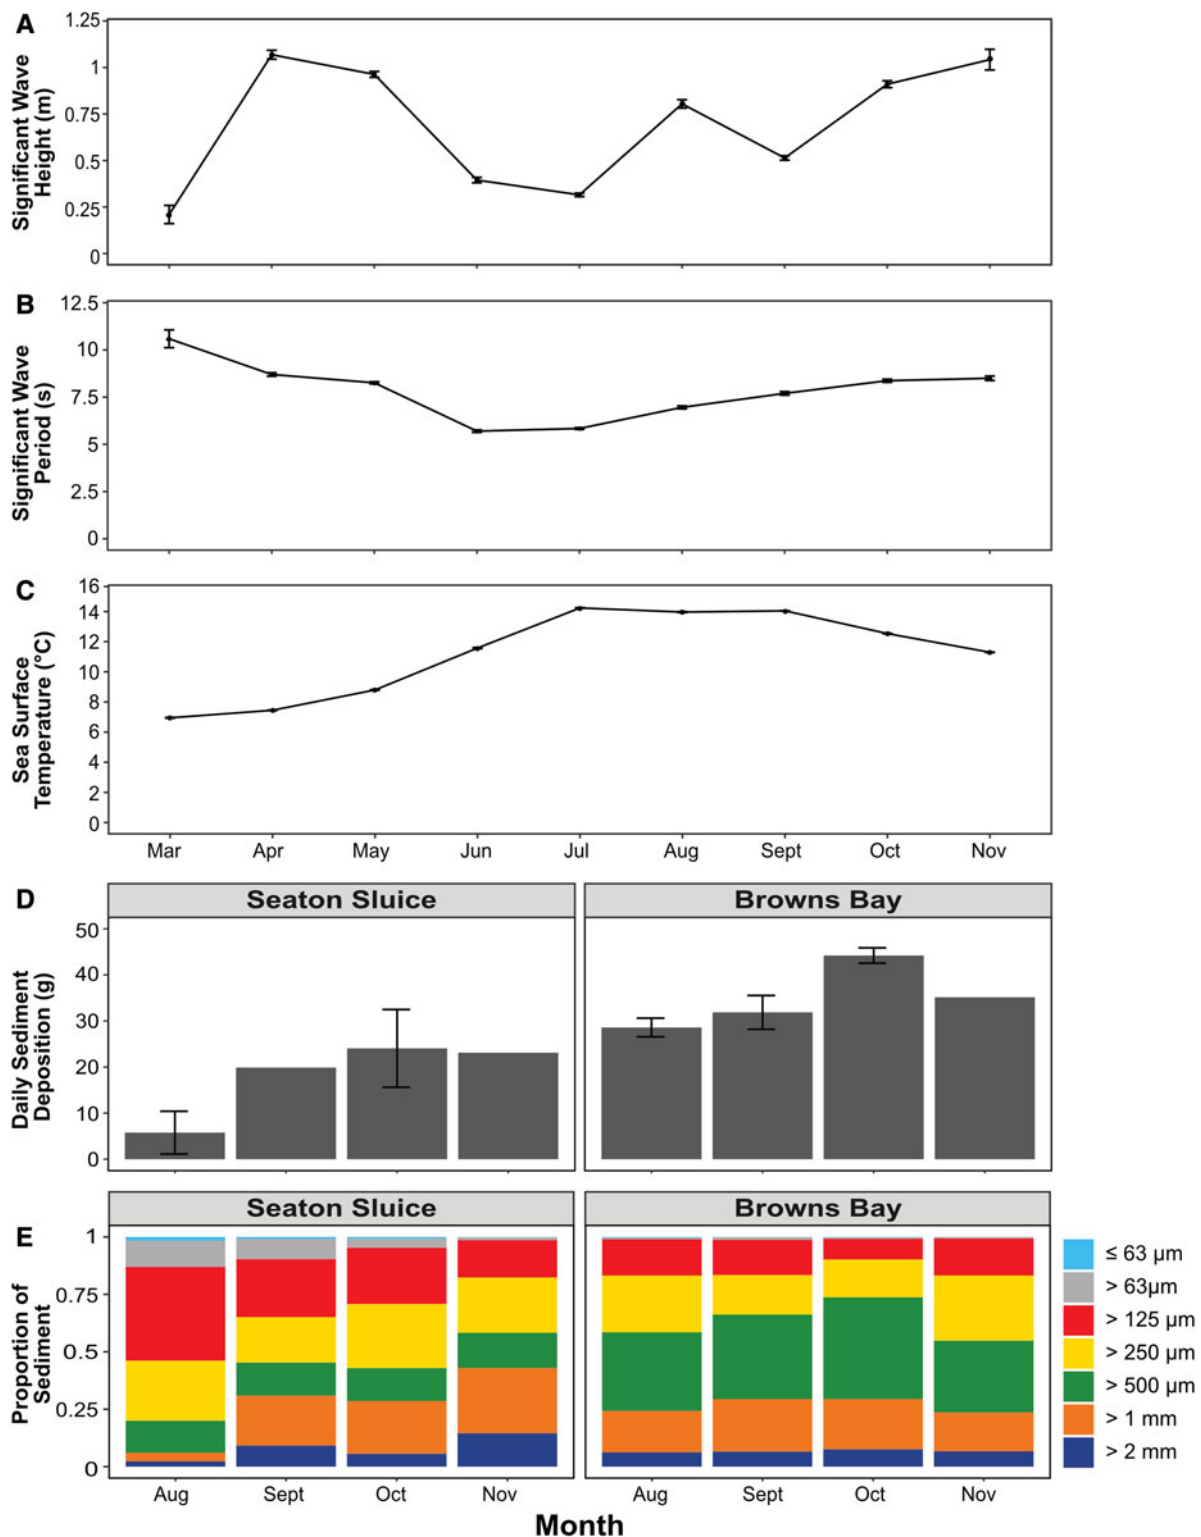 A
Significant Wave
Height (m)
1.25
1
0.75
0.5
0.25
0
B
Significant Wave
Period (s)
12.5
10
7.5
5
2.5
0
C
Sea Surface
Temperature (°C)
16
14
12
10
8
6
4
2
0
Mar Apr May Jun Jul Aug Sept Oct Nov
D
Seaton Sluice Browns Bay
Daily Sediment
Deposition (g)
50
40
30
20
10
0
E
Seaton Sluice Browns Bay
Proportion of
Sediment
1
0.75
0.5
0.25
0
≤ 63 µm
> 63µm
> 125 µm
> 250 µm
> 500 µm
> 1 mm
> 2 mm
Aug Sept Oct Nov Aug Sept Oct Nov
Month